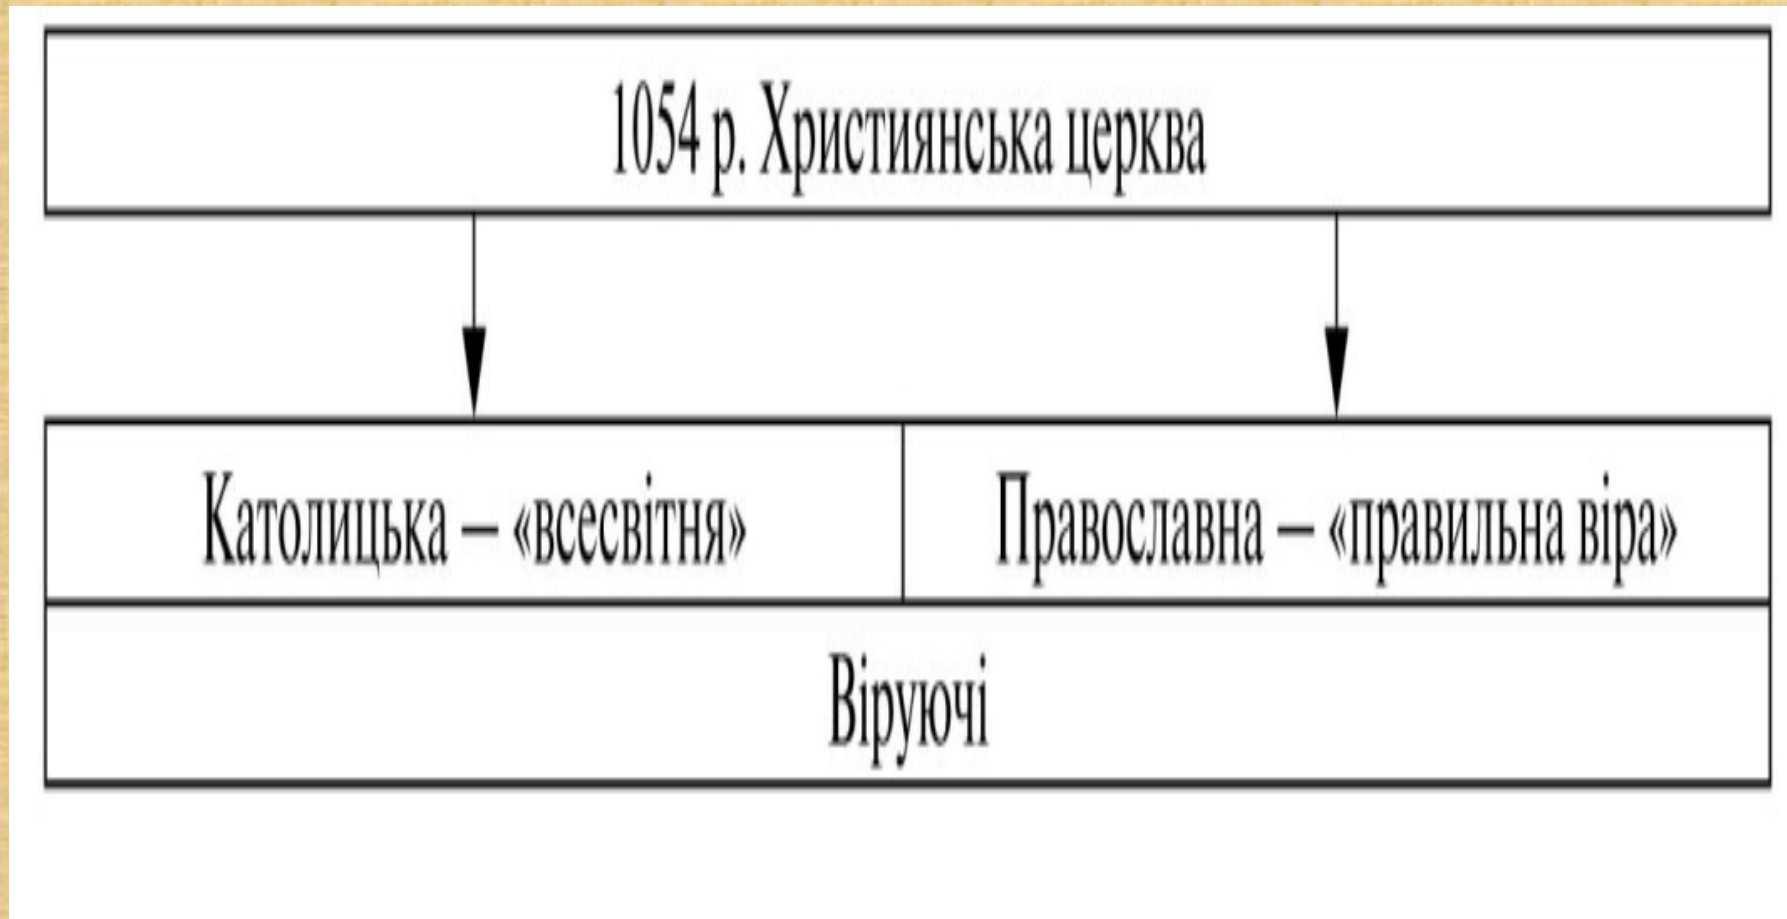 1054 р. Християнська церква
Католицька – «всесвітня»
Православна – «правильна віра»
Віруючі